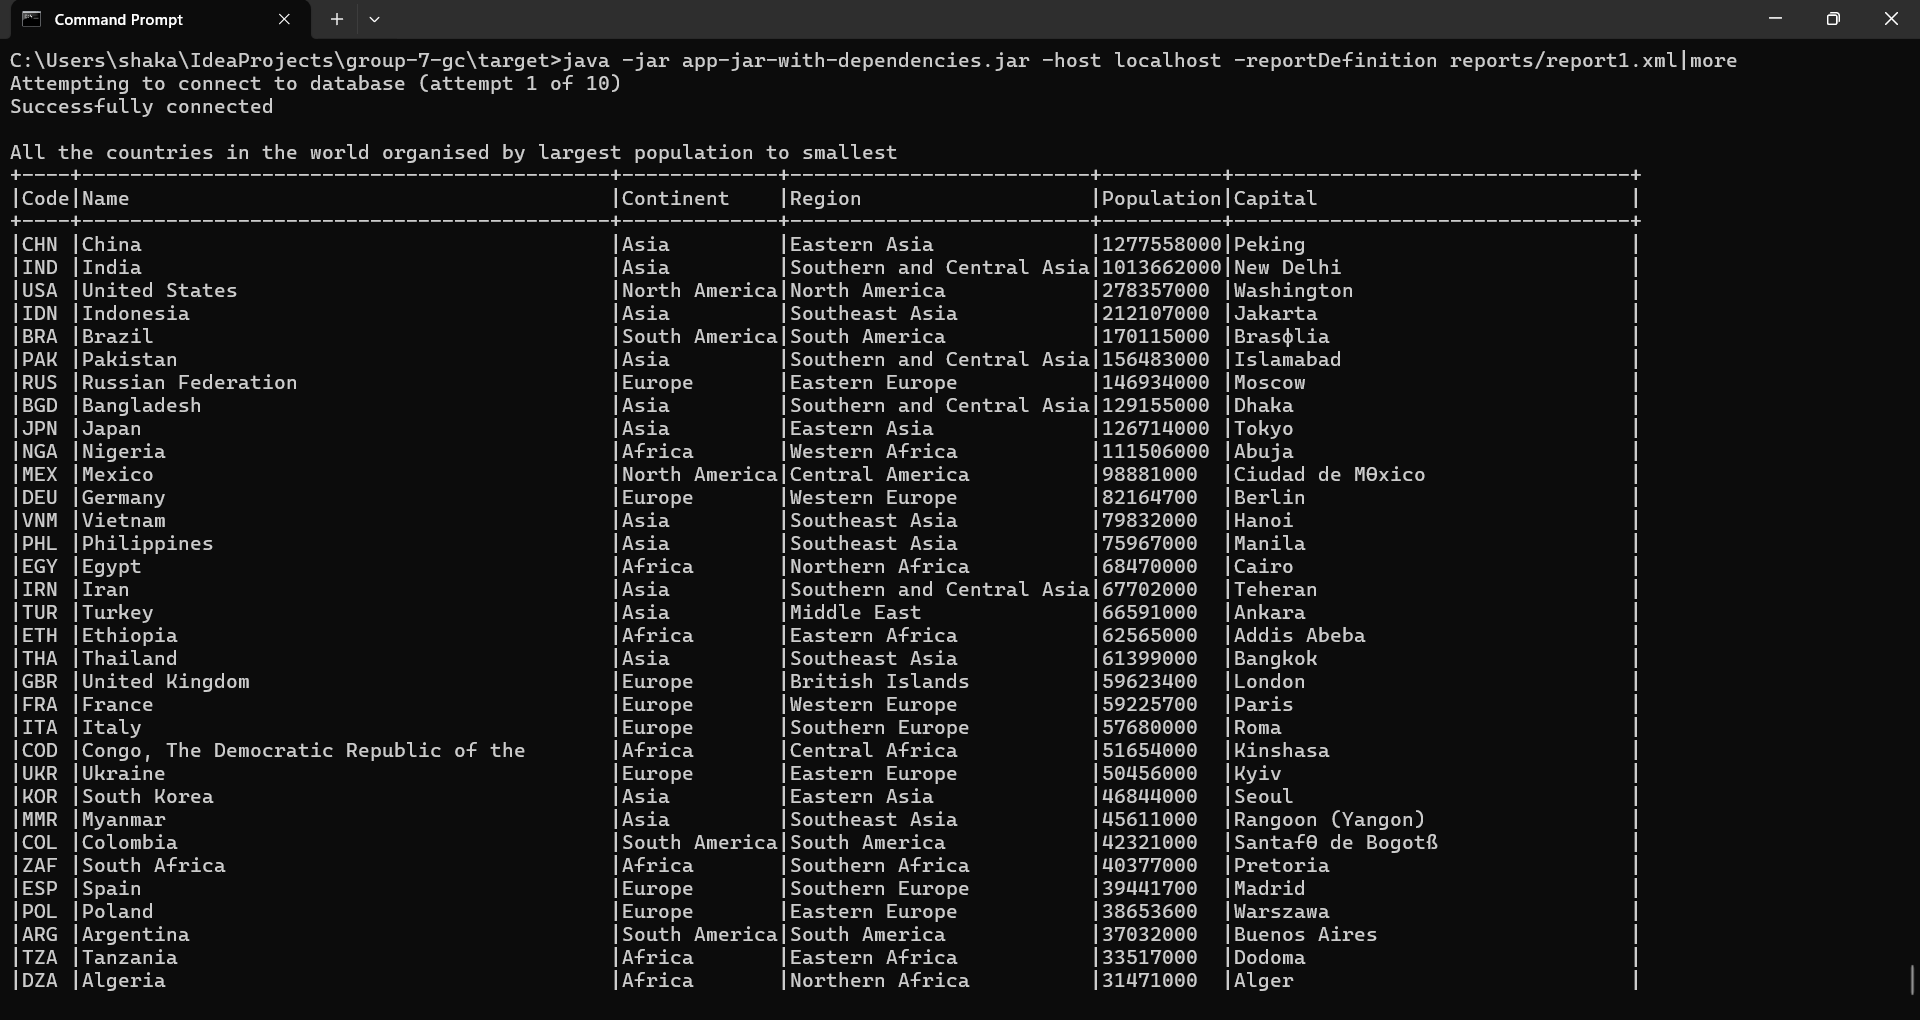 Command Prompt
C:\Users\shaka\IdeaProjects\group-7-gc\target>java -jar app-jar-with-dependencies.jar -host localhost -reportDefinition reports/report1.xml|more
Attempting to connect to database (attempt 1 of 10)
Successfully connected
All the countries in the world organised by largest population to smallest
+----+--------------------------------------------+-------------+-------------------------+----------+---------------------------------+
|Code|Name                                        |Continent    |Region                   |Population|Capital                          |
+----+--------------------------------------------+-------------+-------------------------+----------+---------------------------------+
|CHN |China                                       |Asia         |Eastern Asia             |1277558000|Peking                           |
|IND |India                                       |Asia         |Southern and Central Asia|1013662000|New Delhi                        |
|USA |United States                               |North America|North America            |278357000 |Washington                       |
|IDN |Indonesia                                   |Asia         |Southeast Asia           |212107000 |Jakarta                          |
|BRA |Brazil                                      |South America|South America            |170115000 |Brasφlia                         |
|PAK |Pakistan                                    |Asia         |Southern and Central Asia|156483000 |Islamabad                        |
|RUS |Russian Federation                          |Europe       |Eastern Europe           |146934000 |Moscow                           |
|BGD |Bangladesh                                  |Asia         |Southern and Central Asia|129155000 |Dhaka                            |
|JPN |Japan                                       |Asia         |Eastern Asia             |126714000 |Tokyo                            |
|NGA |Nigeria                                     |Africa       |Western Africa           |111506000 |Abuja                            |
|MEX |Mexico                                      |North America|Central America          |98881000  |Ciudad de MΘxico                 |
|DEU |Germany                                     |Europe       |Western Europe           |82164700  |Berlin                           |
|VNM |Vietnam                                     |Asia         |Southeast Asia           |79832000  |Hanoi                            |
|PHL |Philippines                                 |Asia         |Southeast Asia           |75967000  |Manila                           |
|EGY |Egypt                                       |Africa       |Northern Africa          |68470000  |Cairo                            |
|IRN |Iran                                        |Asia         |Southern and Central Asia|67702000  |Teheran                          |
|TUR |Turkey                                      |Asia         |Middle East              |66591000  |Ankara                           |
|ETH |Ethiopia                                    |Africa       |Eastern Africa           |62565000  |Addis Abeba                      |
|THA |Thailand                                    |Asia         |Southeast Asia           |61399000  |Bangkok                          |
|GBR |United Kingdom                              |Europe       |British Islands          |59623400  |London                           |
|FRA |France                                      |Europe       |Western Europe           |59225700  |Paris                            |
|ITA |Italy                                       |Europe       |Southern Europe          |57680000  |Roma                             |
|COD |Congo, The Democratic Republic of the       |Africa       |Central Africa           |51654000  |Kinshasa                         |
|UKR |Ukraine                                     |Europe       |Eastern Europe           |50456000  |Kyiv                             |
|KOR |South Korea                                 |Asia         |Eastern Asia             |46844000  |Seoul                            |
|MMR |Myanmar                                     |Asia         |Southeast Asia           |45611000  |Rangoon (Yangon)                 |
|COL |Colombia                                    |South America|South America            |42321000  |SantafΘ de Bogotß                |
|ZAF |South Africa                                |Africa       |Southern Africa          |40377000  |Pretoria                         |
|ESP |Spain                                       |Europe       |Southern Europe          |39441700  |Madrid                           |
|POL |Poland                                      |Europe       |Eastern Europe           |38653600  |Warszawa                         |
|ARG |Argentina                                   |South America|South America            |37032000  |Buenos Aires                     |
|TZA |Tanzania                                    |Africa       |Eastern Africa           |33517000  |Dodoma                           |
|DZA |Algeria                                     |Africa       |Northern Africa          |31471000  |Alger                            |